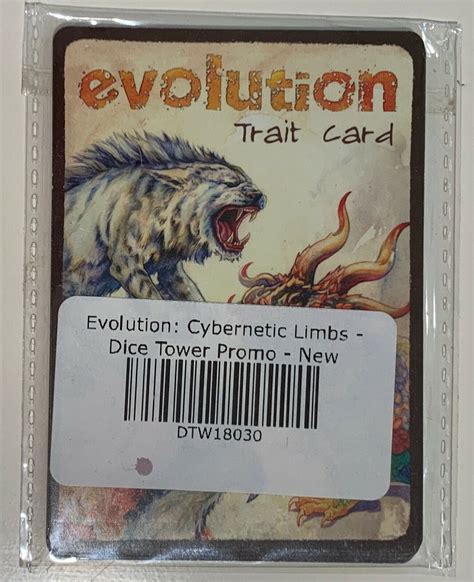 evolution
Trait Card
Evolution: Cybernetic Limbs -
Dice Tower Promo - New
DTW18030